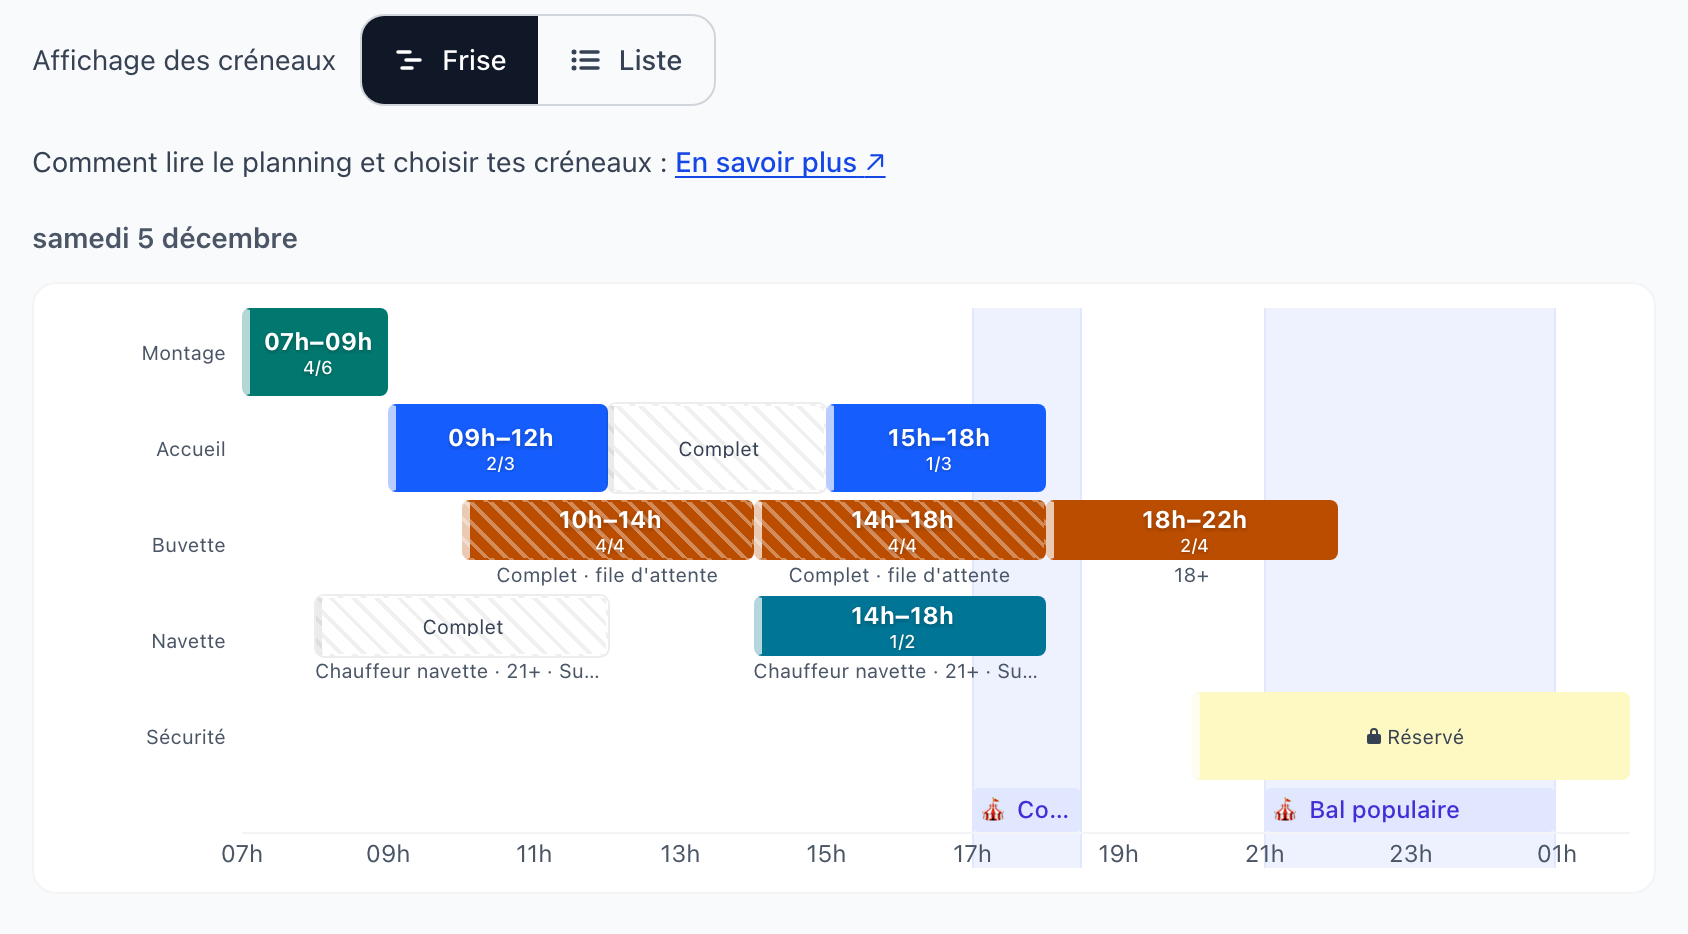 Affichage des créneaux
Frise
Liste
Comment lire le planning et choisir tes créneaux : En savoir plus ↗
samedi 5 décembre
Montage
07h–09h
4/6
Accueil
09h–12h
2/3
Complet
15h–18h
1/3
Buvette
10h–14h
4/4
Complet · file d'attente
14h–18h
4/4
Complet · file d'attente
18h–22h
2/4
18+
Navette
Complet
Chauffeur navette · 21+ · Su...
14h–18h
1/2
Chauffeur navette · 21+ · Su...
Sécurité
Réservé
Co...
Bal populaire
07h 09h 11h 13h 15h 17h 19h 21h 23h 01h